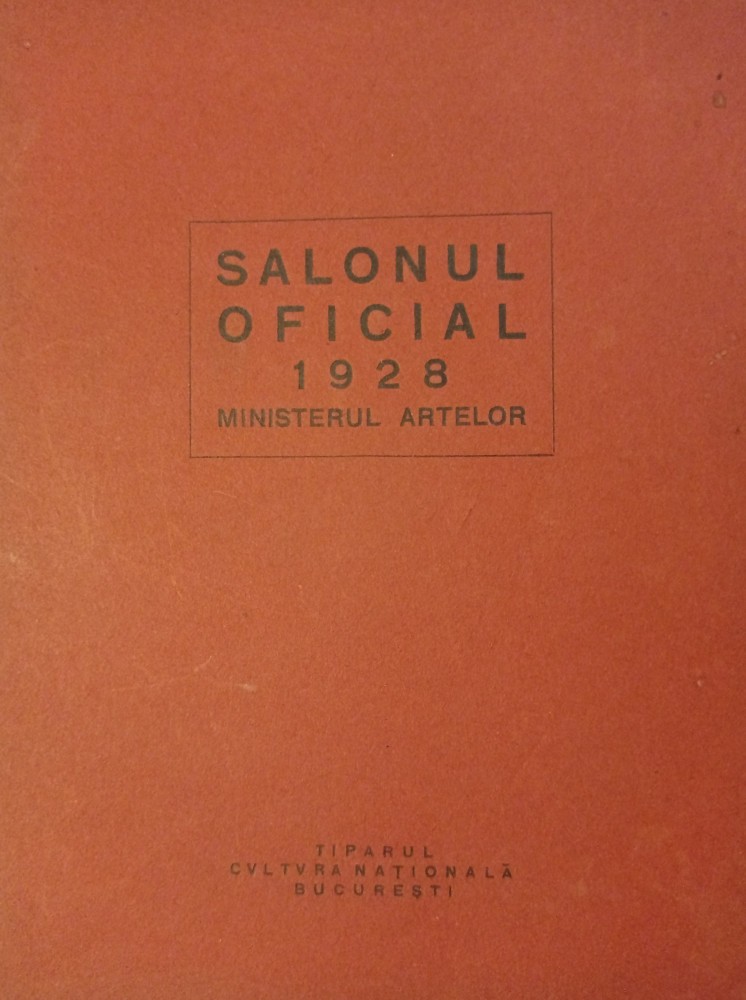 SALONUL
OFICIAL
1928
MINISTERUL ARTELOR
TIPARUL
CVLTVRA NAȚIONALĂ
BUCUREȘTI